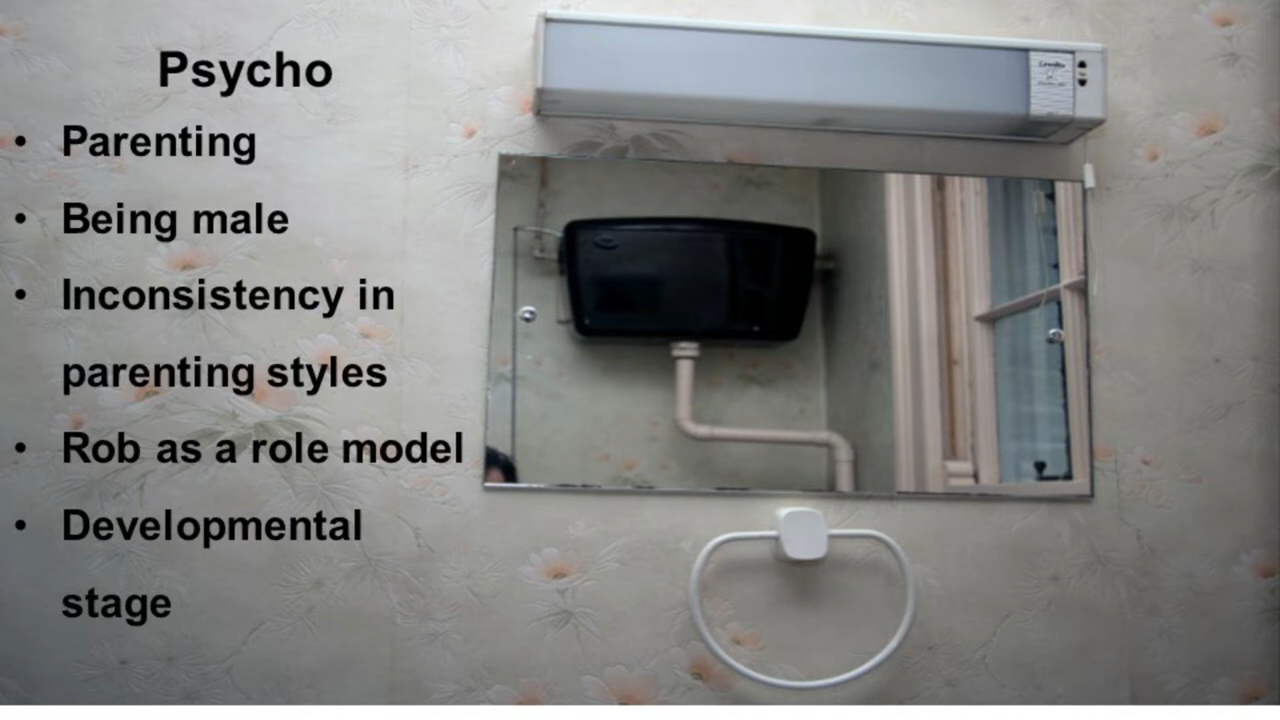 Psycho
• Parenting
• Being male
• Inconsistency in
parenting styles
• Rob as a role model
• Developmental
stage